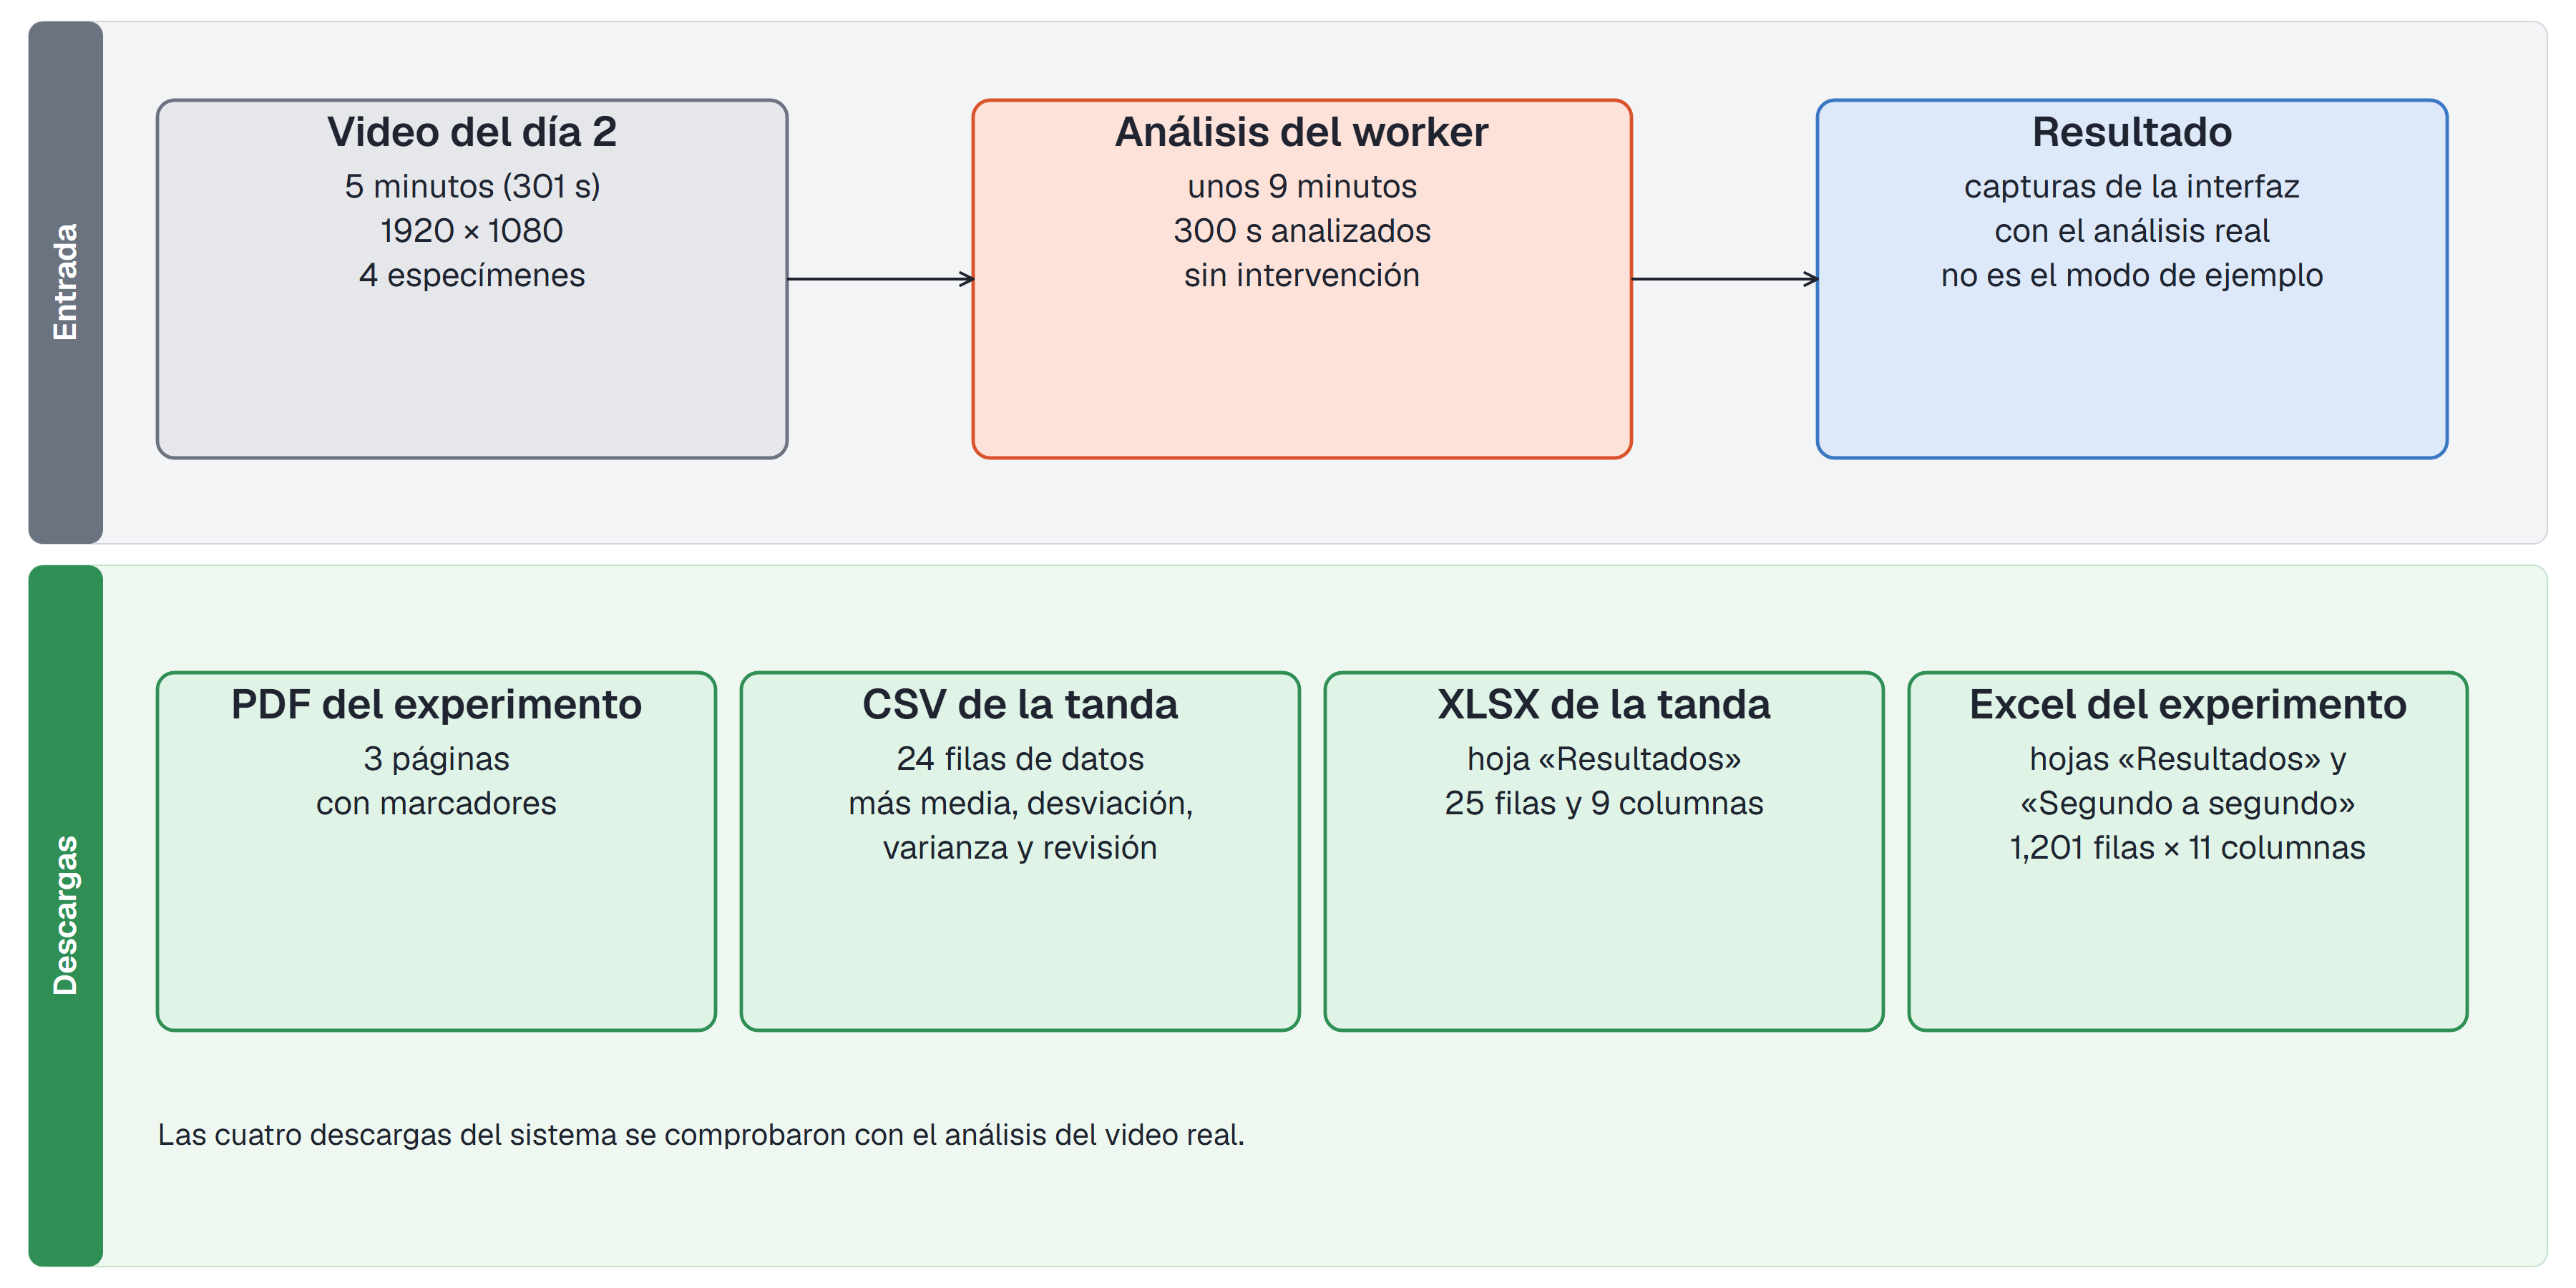 Entrada
Video del día 2
5 minutos (301 s)
1920 × 1080
4 especímenes
Análisis del worker
unos 9 minutos
300 s analizados
sin intervención
Resultado
capturas de la interfaz
con el análisis real
no es el modo de ejemplo
Descargas
PDF del experimento
3 páginas
con marcadores
CSV de la tanda
24 filas de datos
más media, desviación,
varianza y revisión
XLSX de la tanda
hoja «Resultados»
25 filas y 9 columnas
Excel del experimento
hojas «Resultados» y
«Segundo a segundo»
1,201 filas × 11 columnas
Las cuatro descargas del sistema se comprobaron con el análisis del video real.